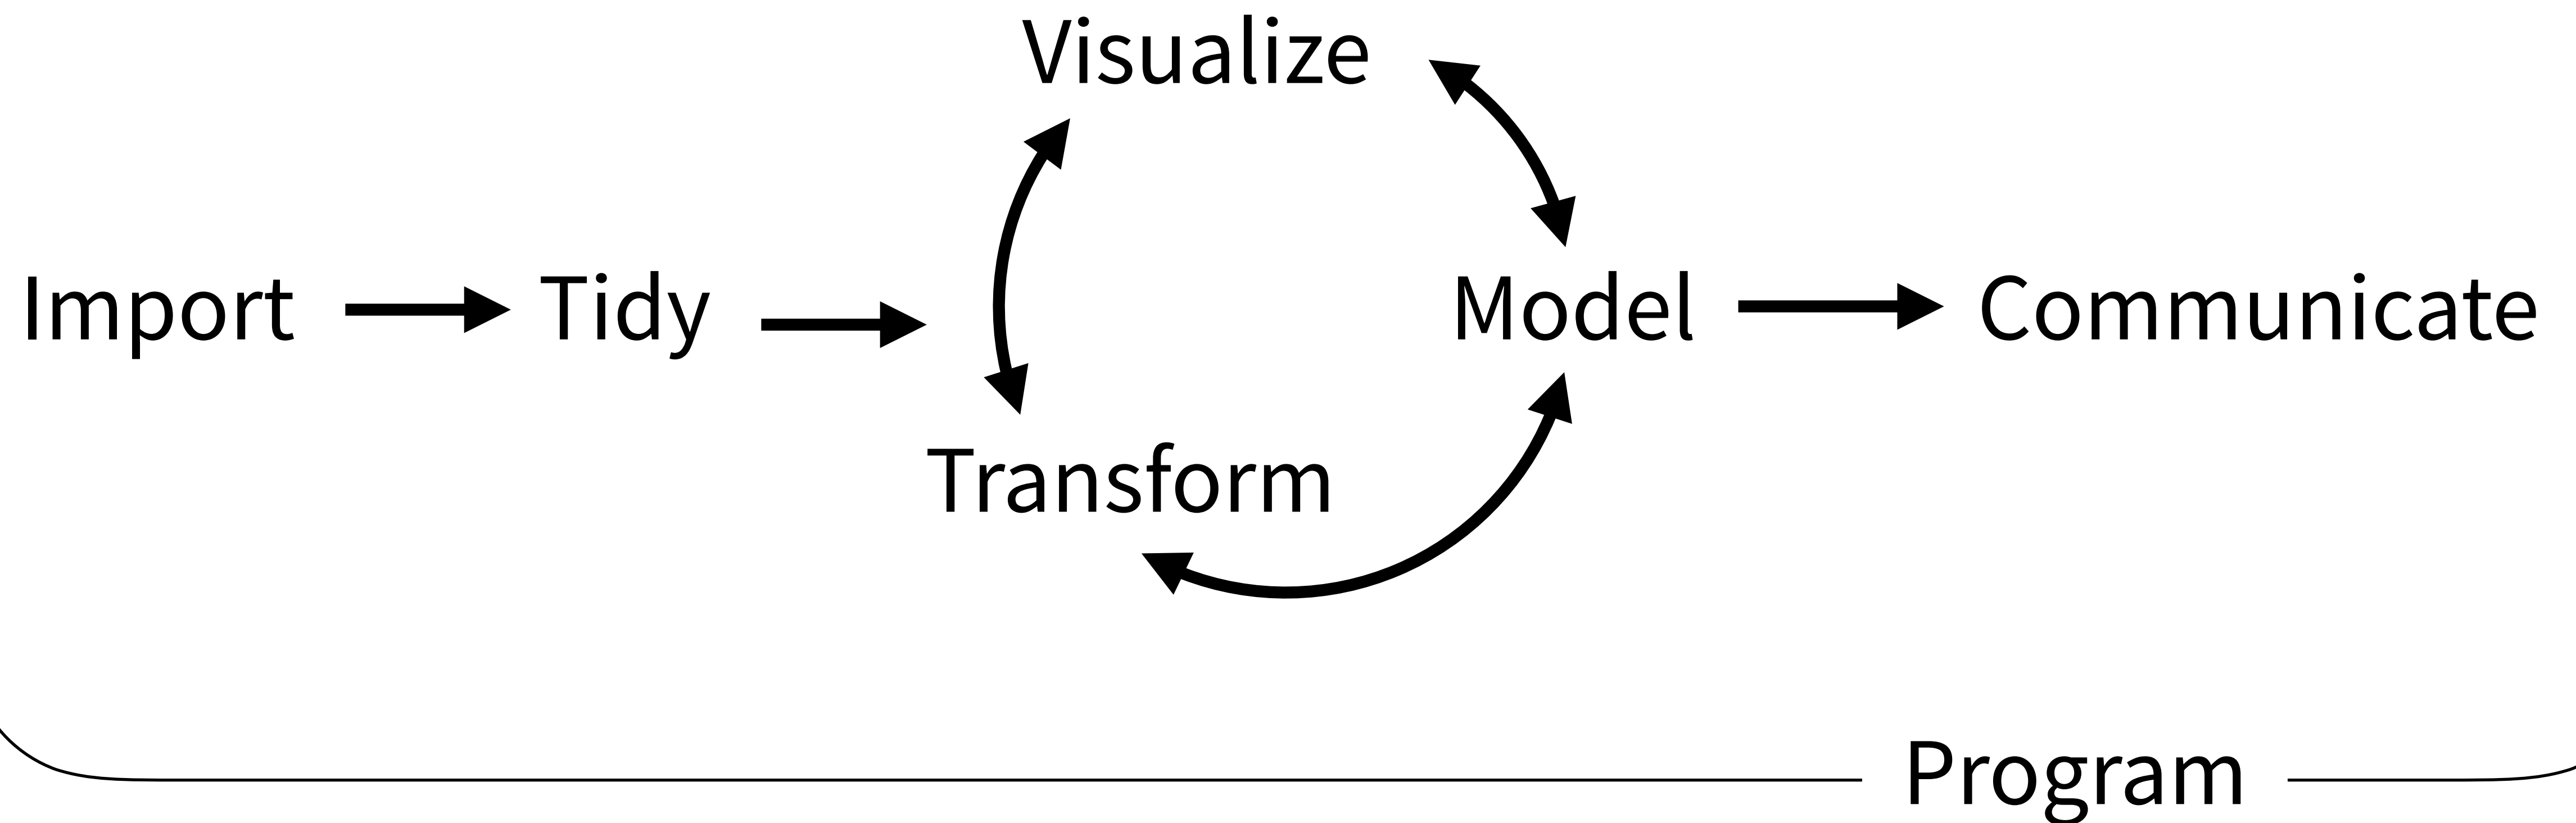 Visualize
Import
Tidy
Model
Communicate
Transform
Program